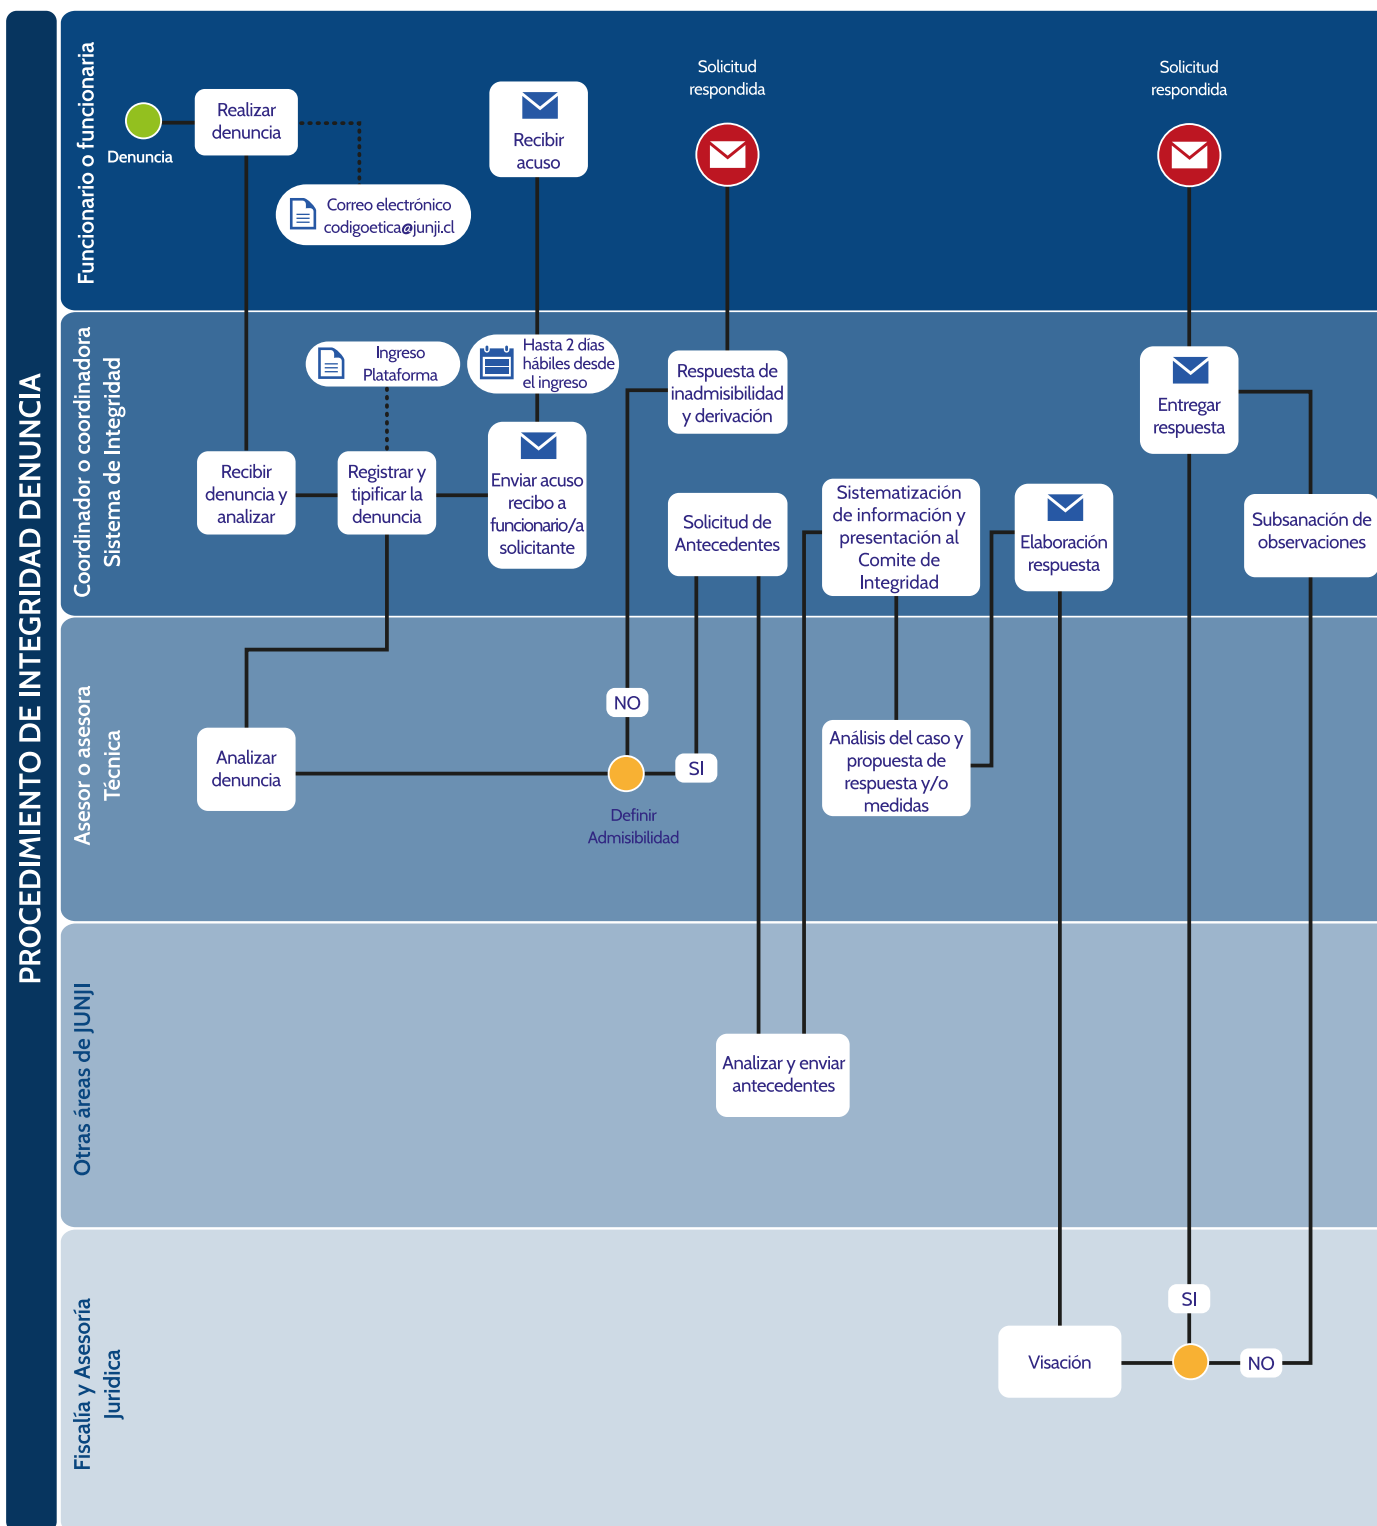 PROCEDIMIENTO DE INTEGRIDAD DENUNCIA
Funcionario o funcionaria
Denuncia
Realizar
denuncia
Correo electrónico
codigoetica@junji.cl
Recibir
acuso
Solicitud
respondida
Solicitud
respondida
Coordinador o coordinadora
Sistema de Integridad
Ingreso
Plataforma
Hasta 2 días
hábiles desde
el ingreso
Recibir
denuncia y
analizar
Registrar y
tipificar la
denuncia
Enviar acuso
recibo a
funcionario/a
solicitante
Respuesta de
inadmisibilidad
y derivación
Solicitud de
Antecedentes
Sistematización
de información y
presentación al
Comite de
Integridad
Elaboración
respuesta
Entregar
respuesta
Subsanación de
observaciones
Asesor o asesora
Técnica
Analizar
denuncia
NO
SI
Definir
Admisibilidad
Análisis del caso y
propuesta de
respuesta y/o
medidas
Otras áreas de JUNJI
Analizar y enviar
antecedentes
Fiscalía y Asesoría
Juridica
Visación
SI
NO